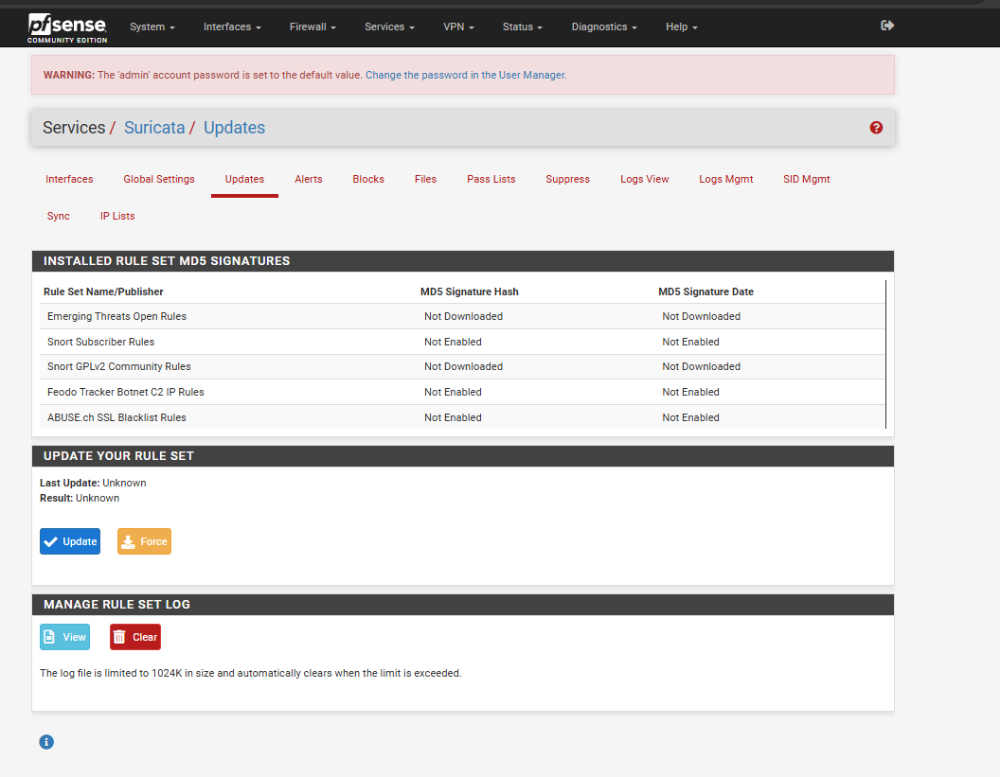 pfsense
COMMUNITY EDITION
System Interfaces Firewall Services VPN Status Diagnostics Help
WARNING: The 'admin' account password is set to the default value. Change the password in the User Manager.
Services / Suricata / Updates
Interfaces Global Settings Updates Alerts Blocks Files Pass Lists Suppress Logs View Logs Mgmt SID Mgmt
Sync IP Lists
INSTALLED RULE SET MD5 SIGNATURES
Rule Set Name/Publisher MD5 Signature Hash MD5 Signature Date
Emerging Threats Open Rules Not Downloaded Not Downloaded
Snort Subscriber Rules Not Enabled Not Enabled
Snort GPLv2 Community Rules Not Downloaded Not Downloaded
Feodo Tracker Botnet C2 IP Rules Not Enabled Not Enabled
ABUSE.ch SSL Blacklist Rules Not Enabled Not Enabled
UPDATE YOUR RULE SET
Last Update: Unknown
Result: Unknown
Update Force
MANAGE RULE SET LOG
View Clear
The log file is limited to 1024K in size and automatically clears when the limit is exceeded.